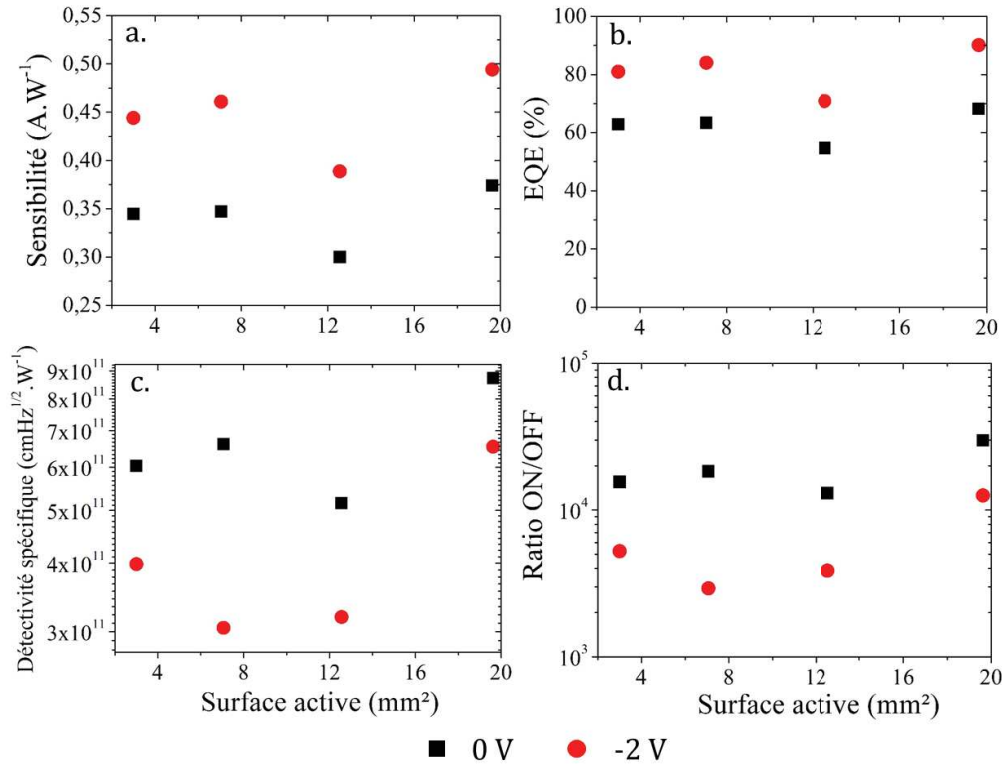 a.
Sensibilité (A.W⁻¹)
0,55
0,50
0,45
0,40
0,35
0,30
0,25
4 8 12 16 20
b.
EQE (%)
100
80
60
40
20
0
4 8 12 16 20
c.
Détectivité spécifique (cmHz¹ᐟ².W⁻¹)
9x10¹¹
8x10¹¹
7x10¹¹
6x10¹¹
5x10¹¹
4x10¹¹
3x10¹¹
4 8 12 16 20
Surface active (mm²)
d.
Ratio ON/OFF
10⁵
10⁴
10³
4 8 12 16 20
Surface active (mm²)
0 V
-2 V